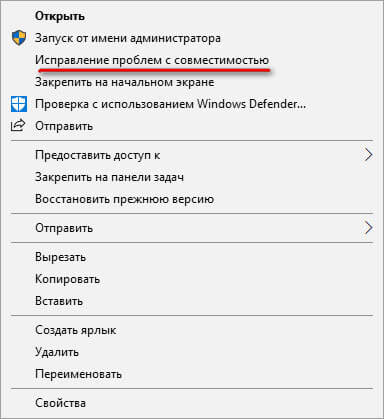 Открыть
Запуск от имени администратора
Исправление проблем с совместимостью
Закрепить на начальном экране
Проверка с использованием Windows Defender...
Отправить
Предоставить доступ к
Закрепить на панели задач
Восстановить прежнюю версию
Отправить
Вырезать
Копировать
Вставить
Создать ярлык
Удалить
Переименовать
Свойства